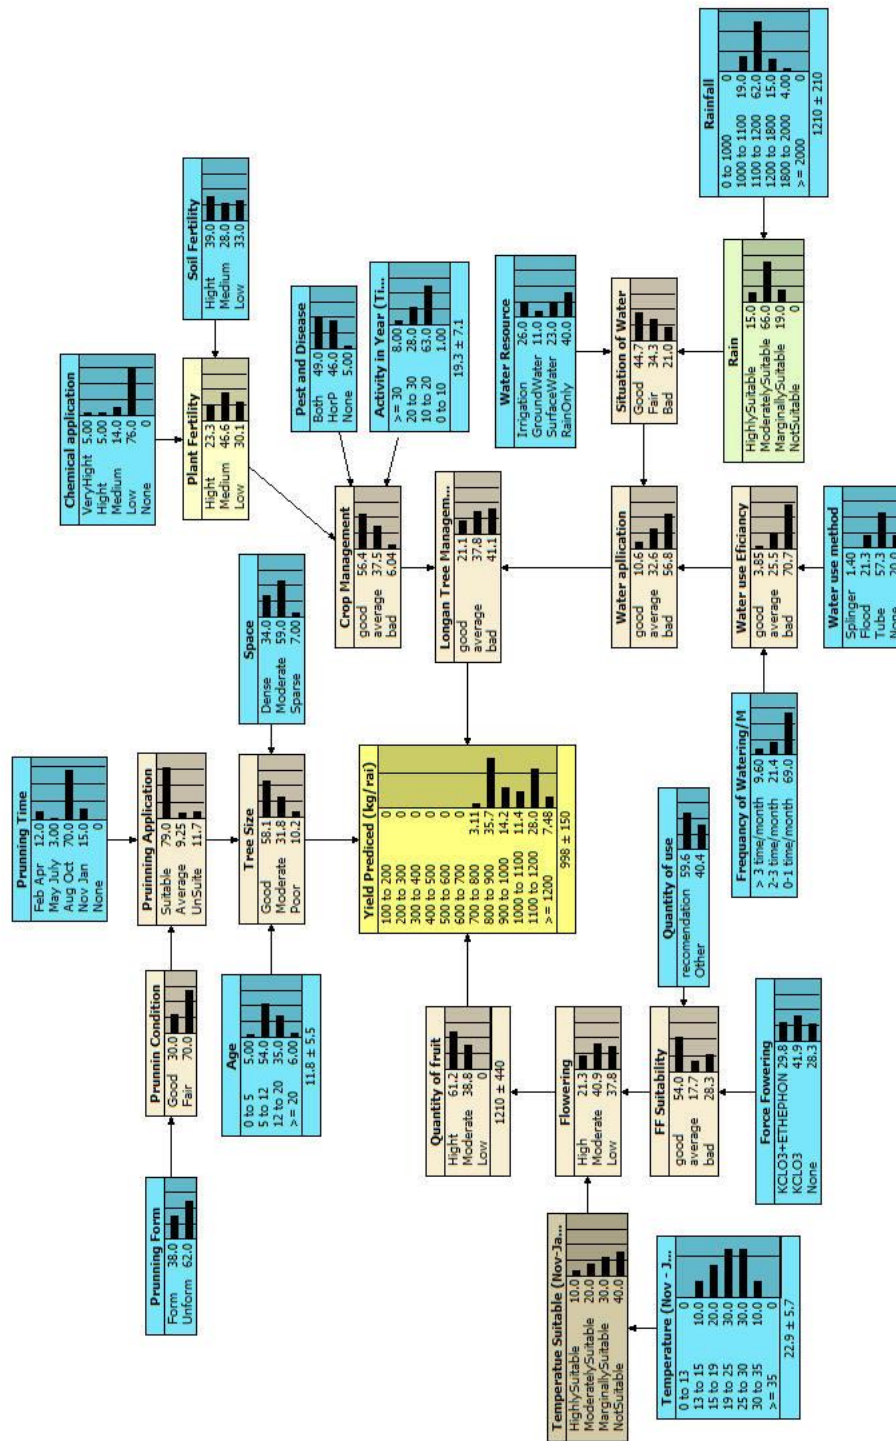 Prunning Form
Form 38.0
Unform 62.0
Prunnin Condition
Good 30.0
Fair 70.0
Prunning Time
Feb Apr 12.0
May July 3.00
Aug Oct 70.0
Nov Jan 15.0
None 0
Pruinning Application
Suitable 79.0
Average 9.25
UnSuite 11.7
Age
0 to 5 5.00
5 to 12 54.0
12 to 20 35.0
>= 20 6.00
11.8 ± 5.5
Tree Size
Good 58.1
Moderate 31.8
Poor 10.2
Space
Dense 34.0
Moderate 59.0
Sparse 7.00
Chemical application
VeryHight 5.00
Hight 5.00
Medium 14.0
Low 76.0
None 0
Soil Fertility
Hight 39.0
Medium 28.0
Low 33.0
Plant Fertility
Hight 23.3
Medium 46.6
Low 30.1
Pest and Disease
Both 49.0
HorP 46.0
None 5.00
Activity in Year (Ti...
>= 30 8.00
20 to 30 28.0
10 to 20 63.0
0 to 10 1.00
19.3 ± 7.1
Crop Management
good 56.4
average 37.5
bad 6.04
Longan Tree Managem...
good 21.1
average 37.8
bad 41.1
Yield Prediced (kg/rai)
100 to 200 0
200 to 300 0
300 to 400 0
400 to 500 0
500 to 600 0
600 to 700 0
700 to 800 3.11
800 to 900 35.7
900 to 1000 14.2
1000 to 1100 11.4
1100 to 1200 28.0
>= 1200 7.48
998 ± 150
Quantity of fruit
Hight 61.2
Moderate 38.8
Low 0
1210 ± 440
Flowering
High 21.3
Moderate 40.9
Low 37.8
Temperatue Suitable (Nov-Ja...
HighlySuitable 10.0
ModeratelySuitable 20.0
MarginallySuitable 30.0
NotSuitable 40.0
Temperature (Nov - J...
0 to 13 0
13 to 15 10.0
15 to 19 20.0
19 to 25 30.0
25 to 30 30.0
30 to 35 10.0
>= 35 0
22.9 ± 5.7
FF Suitability
good 54.0
average 17.7
bad 28.3
Quantity of use
recomendation 59.6
Other 40.4
Force Fowering
KCLO3+ETHEPHON 29.8
KCLO3 41.9
None 28.3
Water Resource
Irrigation 26.0
GroundWater 11.0
SurfaceWater 23.0
RainOnly 40.0
Situation of Water
Good 44.7
Fair 34.3
Bad 21.0
Water apllication
good 10.6
average 32.6
bad 56.8
Water use Eficiancy
good 3.85
average 25.5
bad 70.7
Frequancy of Watering/M
> 3 time/month 9.60
2-3 time/month 21.4
0-1 time/month 69.0
Water use method
Splinger 1.40
Flood 21.3
Tube 57.3
None 20.0
Rain
HighlySuitable 15.0
ModeratelySuitable 66.0
MarginallySuitable 19.0
NotSuitable 0
Rainfall
0 to 1000 0
1000 to 1100 19.0
1100 to 1200 62.0
1200 to 1800 15.0
1800 to 2000 4.00
>= 2000 0
1210 ± 210